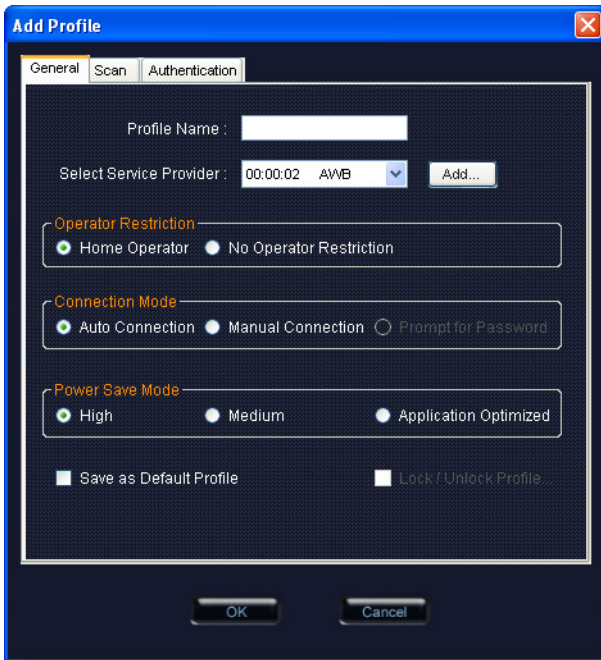 Add Profile
General Scan Authentication
Profile Name :
Select Service Provider : 00:00:02 AWB Add...
Operator Restriction
Home Operator No Operator Restriction
Connection Mode
Auto Connection Manual Connection Prompt for Password
Power Save Mode
High Medium Application Optimized
Save as Default Profile Lock / Unlock Profile...
OK Cancel